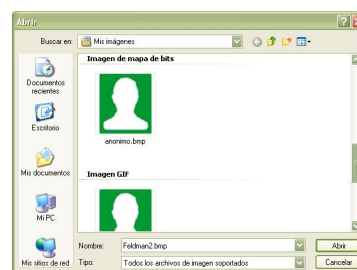 Abrir
Buscar en: Mis imágenes
Imagen de mapa de bits
Documentos recientes
Escritorio
anonimo.bmp
Mis documentos
Imagen GIF
Mi PC
Nombre: Feldman2.bmp Abrir
Mis sitios de red Tipo: Todos los archivos de imagen soportados Cancelar